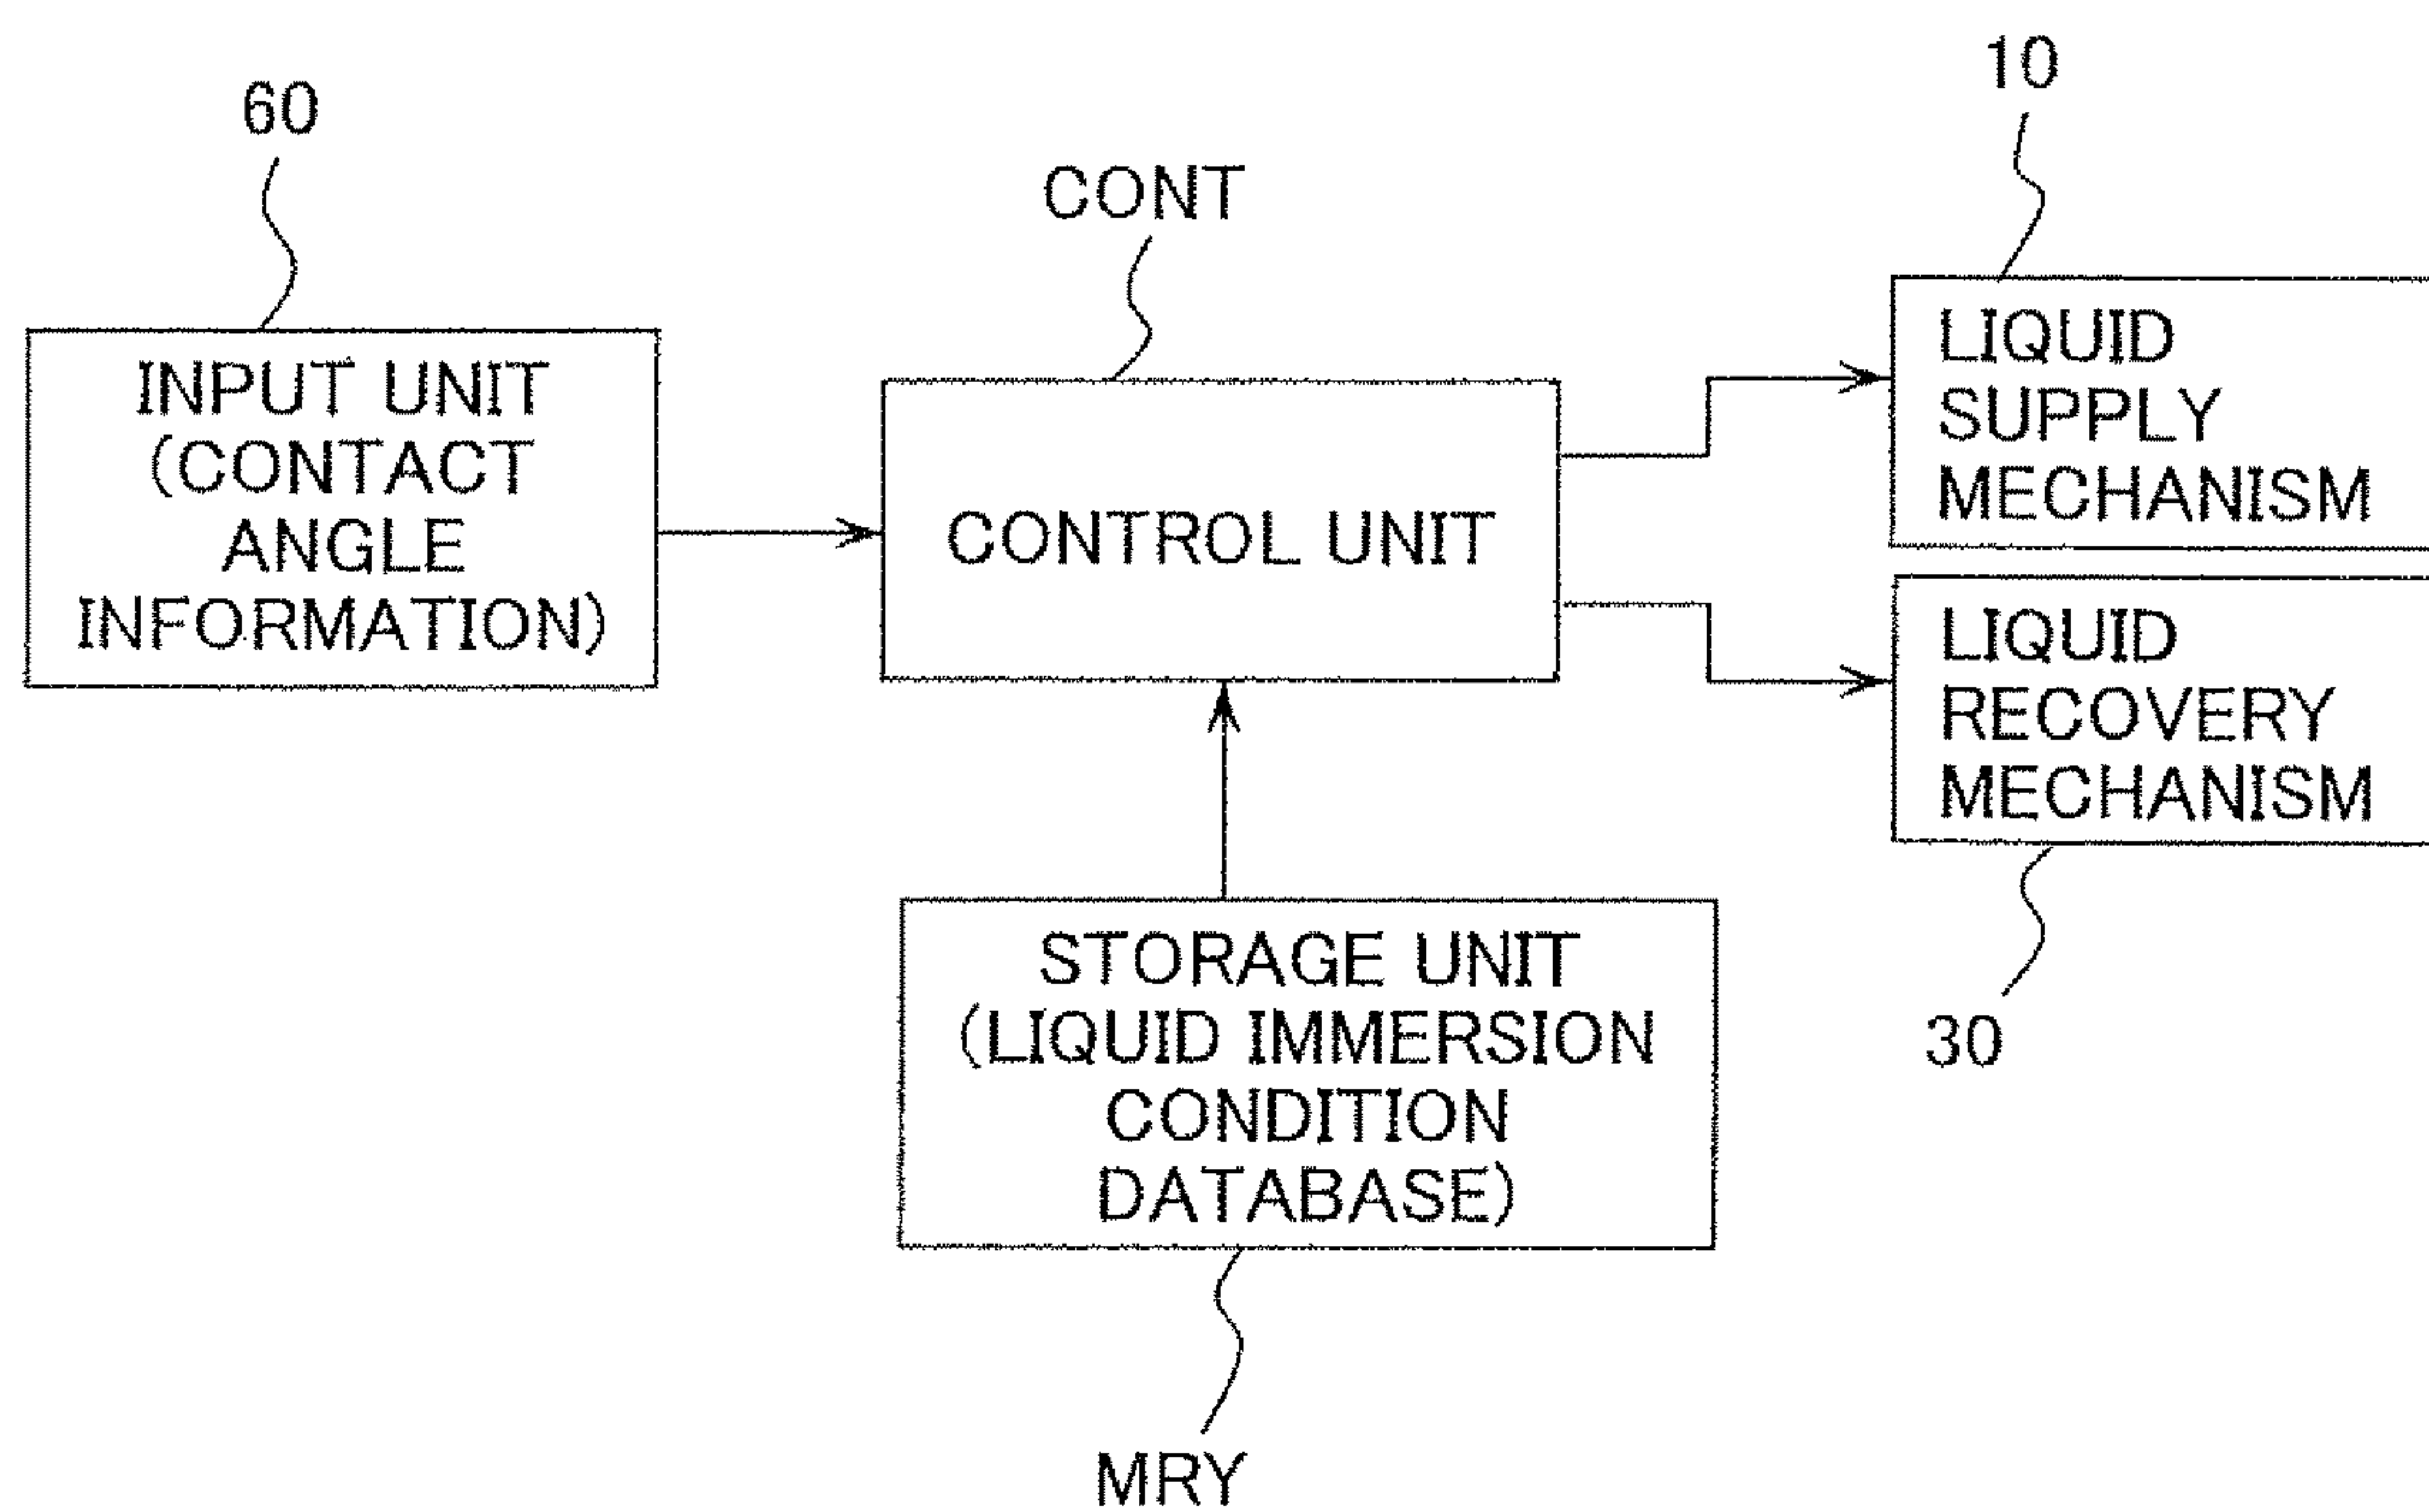 60
INPUT UNIT
(CONTACT
ANGLE
INFORMATION)
CONT
CONTROL UNIT
10
LIQUID
SUPPLY
MECHANISM
LIQUID
RECOVERY
MECHANISM
30
STORAGE UNIT
(LIQUID IMMERSION
CONDITION
DATABASE)
MRY